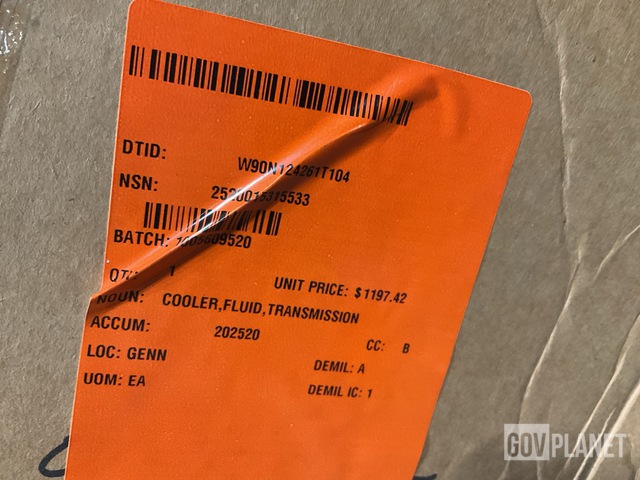 DTID: W90N124261T104
NSN: 2520015315533
BATCH:
QTY: 1 UNIT PRICE: $1197.42
NOUN: COOLER,FLUID,TRANSMISSION
ACCUM: 202520 CC: B
LOC: GENN DEMIL: A
UOM: EA DEMIL IC: 1
GOVPLANET